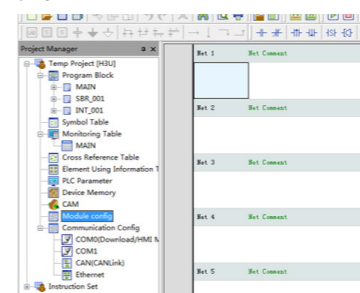 Project Manager
Temp Project [H3U]
Program Block
MAIN
SBR_001
INT_001
Symbol Table
Monitoring Table
MAIN
Cross Reference Table
Element Using Information T
PLC Parameter
Device Memory
CAM
Module config
Communication Config
COM0(Download/HMI M
COM1
CAN(CANLink)
Ethernet
Instruction Set
Net 1 Net Comment
Net 2 Net Comment
Net 3 Net Comment
Net 4 Net Comment
Net 5 Net Comment